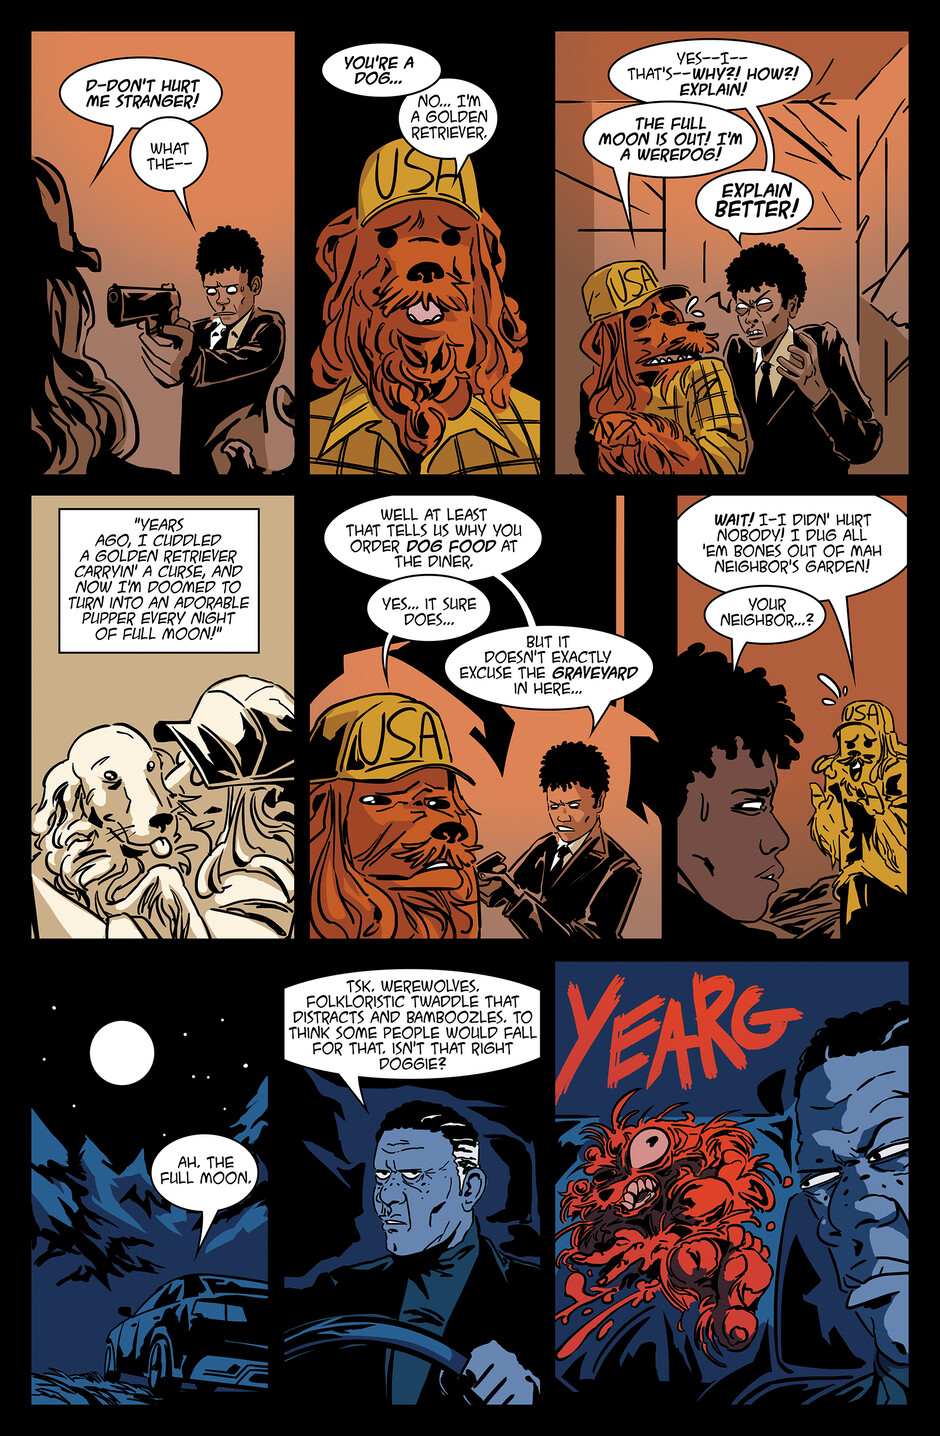 D-DON'T HURT
ME STRANGER!
WHAT
THE--
YOU'RE A
DOG...
NO... I'M
A GOLDEN
RETRIEVER.
USA
YES--I--
THAT'S--WHY?! HOW?!
EXPLAIN!
THE FULL
MOON IS OUT! I'M
A WEREDOG!
EXPLAIN
BETTER!
USA
"YEARS
AGO, I CUDDLED
A GOLDEN RETRIEVER
CARRYIN' A CURSE, AND
NOW I'M DOOMED TO
TURN INTO AN ADORABLE
PUPPER EVERY NIGHT
OF FULL MOON!"
WELL AT LEAST
THAT TELLS US WHY YOU
ORDER DOG FOOD AT
THE DINER.
YES... IT SURE
DOES...
BUT IT
DOESN'T EXACTLY
EXCUSE THE GRAVEYARD
IN HERE...
USA
WAIT! I-I DIDN' HURT
NOBODY! I DUG ALL
'EM BONES OUT OF MAH
NEIGHBOR'S GARDEN!
YOUR
NEIGHBOR...?
USA
AH, THE
FULL MOON.
TSK. WEREWOLVES.
FOLKLORISTIC TWADDLE THAT
DISTRACTS AND BAMBOOZLES. TO
THINK SOME PEOPLE WOULD FALL
FOR THAT. ISN'T THAT RIGHT
DOGGIE?
YEARG